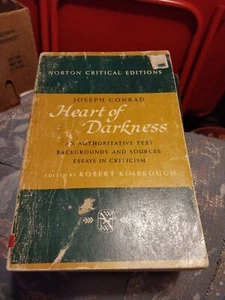 NORTON CRITICAL EDITIONS
JOSEPH CONRAD
Heart of
Darkness
AN AUTHORITATIVE TEXT
BACKGROUNDS AND SOURCES
ESSAYS IN CRITICISM
EDITED BY ROBERT KIMBROUGH